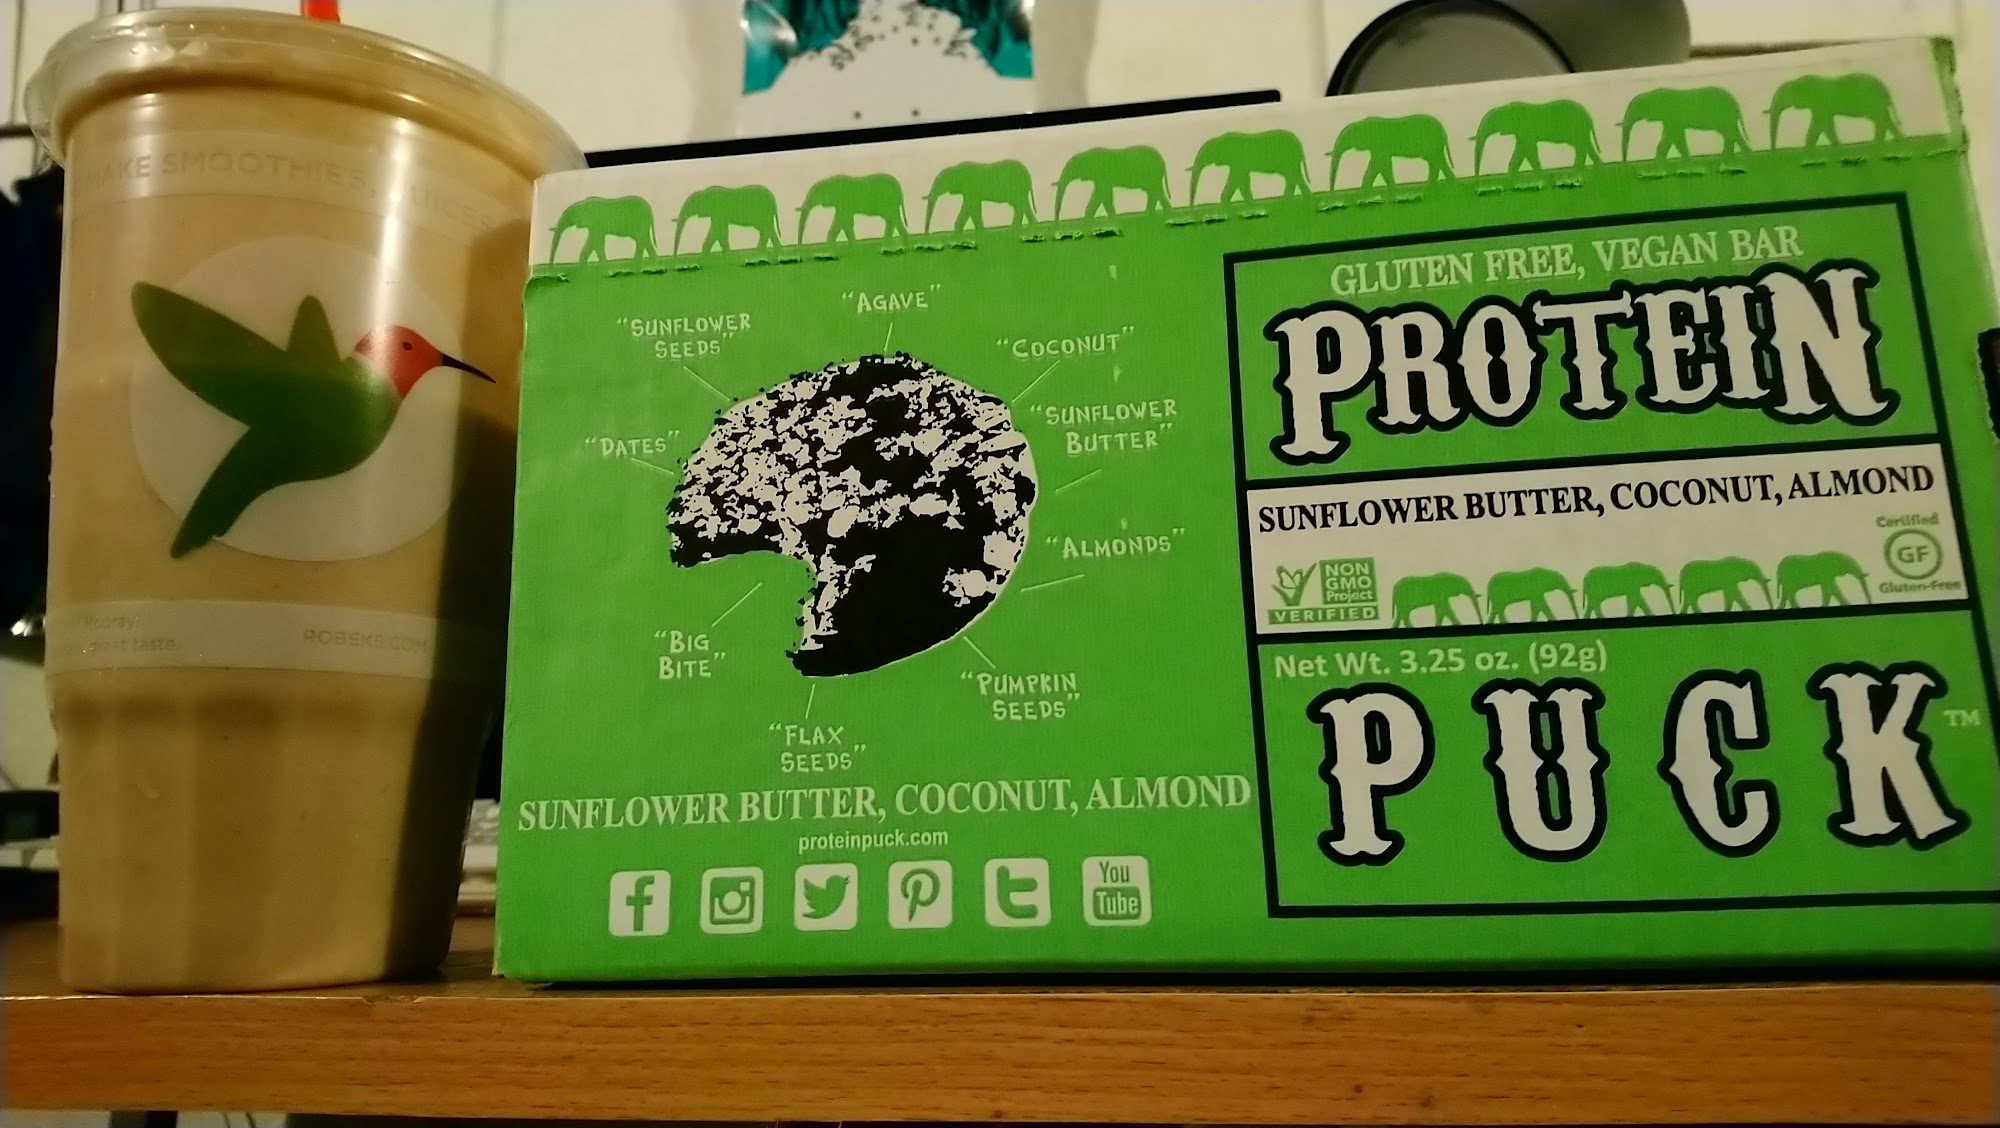 MAKE SMOOTHIES, JUICES
great taste.
ROBEKS.COM
"AGAVE"
"SUNFLOWER
SEEDS"
"COCONUT"
"SUNFLOWER
BUTTER"
"DATES"
"ALMONDS"
"BIG
BITE"
"PUMPKIN
SEEDS"
"FLAX
SEEDS"
SUNFLOWER BUTTER, COCONUT, ALMOND
proteinpuck.com
You
Tube
GLUTEN FREE, VEGAN BAR
PROTEIN
SUNFLOWER BUTTER, COCONUT, ALMOND
NON
GMO
Project
VERIFIED
Certified
GF
Gluten-Free
Net Wt. 3.25 oz. (92g)
PUCK™